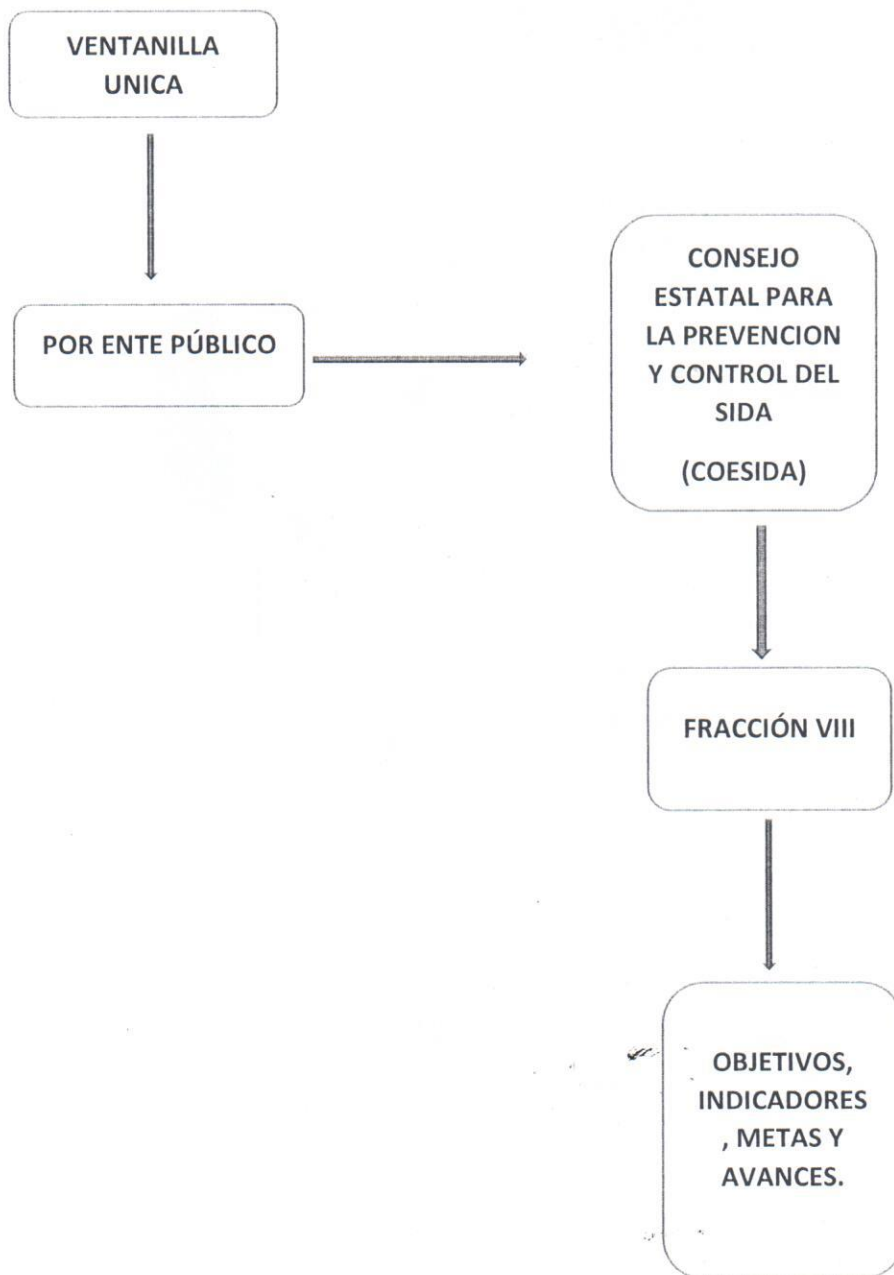 VENTANILLA
UNICA
POR ENTE PÚBLICO
CONSEJO
ESTATAL PARA
LA PREVENCION
Y CONTROL DEL
SIDA
(COESIDA)
FRACCIÓN VIII
OBJETIVOS,
INDICADORES
, METAS Y
AVANCES.